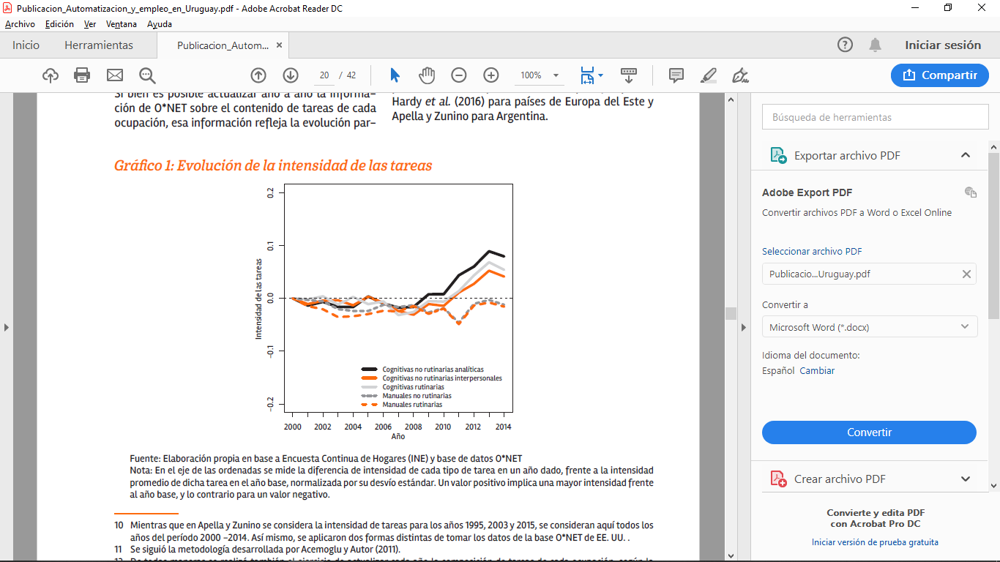 Publicacion_Automatizacion_y_empleo_en_Uruguay.pdf - Adobe Acrobat Reader DC
Archivo Edición Ver Ventana Ayuda
Inicio Herramientas Publicacion_Autom... × Iniciar sesión
20 / 42 100% Compartir
Si bien es posible actualizar año a año la informa-
ción de O*NET sobre el contenido de tareas de cada
ocupación, esa información refleja la evolución par-
Hardy et al. (2016) para países de Europa del Este y
Apella y Zunino para Argentina.
Gráfico 1: Evolución de la intensidad de las tareas
Intensidad de las tareas
0.2
0.1
0.0
-0.1
-0.2
Cognitivas no rutinarias analíticas
Cognitivas no rutinarias interpersonales
Cognitivas rutinarias
Manuales no rutinarias
Manuales rutinarias
2000 2002 2004 2006 2008 2010 2012 2014
Año
Fuente: Elaboración propia en base a Encuesta Continua de Hogares (INE) y base de datos O*NET
Nota: En el eje de las ordenadas se mide la diferencia de intensidad de cada tipo de tarea en un año dado, frente a la intensidad
promedio de dicha tarea en el año base, normalizada por su desvío estándar. Un valor positivo implica una mayor intensidad frente
al año base, y lo contrario para un valor negativo.
10 Mientras que en Apella y Zunino se considera la intensidad de tareas para los años 1995, 2003 y 2015, se consideran aquí todos los
años del período 2000 –2014. Así mismo, se aplicaron dos formas distintas de tomar los datos de la base O*NET de EE. UU. .
11 Se siguió la metodología desarrollada por Acemoglu y Autor (2011).
Búsqueda de herramientas
Exportar archivo PDF
Adobe Export PDF
Convertir archivos PDF a Word o Excel Online
Seleccionar archivo PDF
Publicacio...Uruguay.pdf
Convertir a
Microsoft Word (*.docx)
Idioma del documento:
Español Cambiar
Convertir
Crear archivo PDF
Convierte y edita PDF
con Acrobat Pro DC
Iniciar versión de prueba gratuita